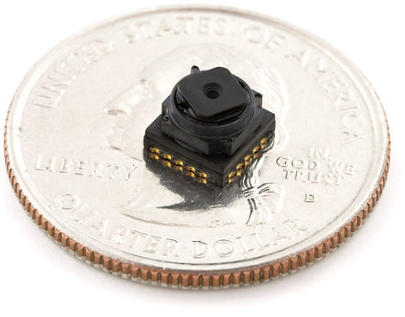 UNITED STATES OF AMERICA
LIBERTY
IN
GOD WE
TRUST
D
QUARTER DOLLAR